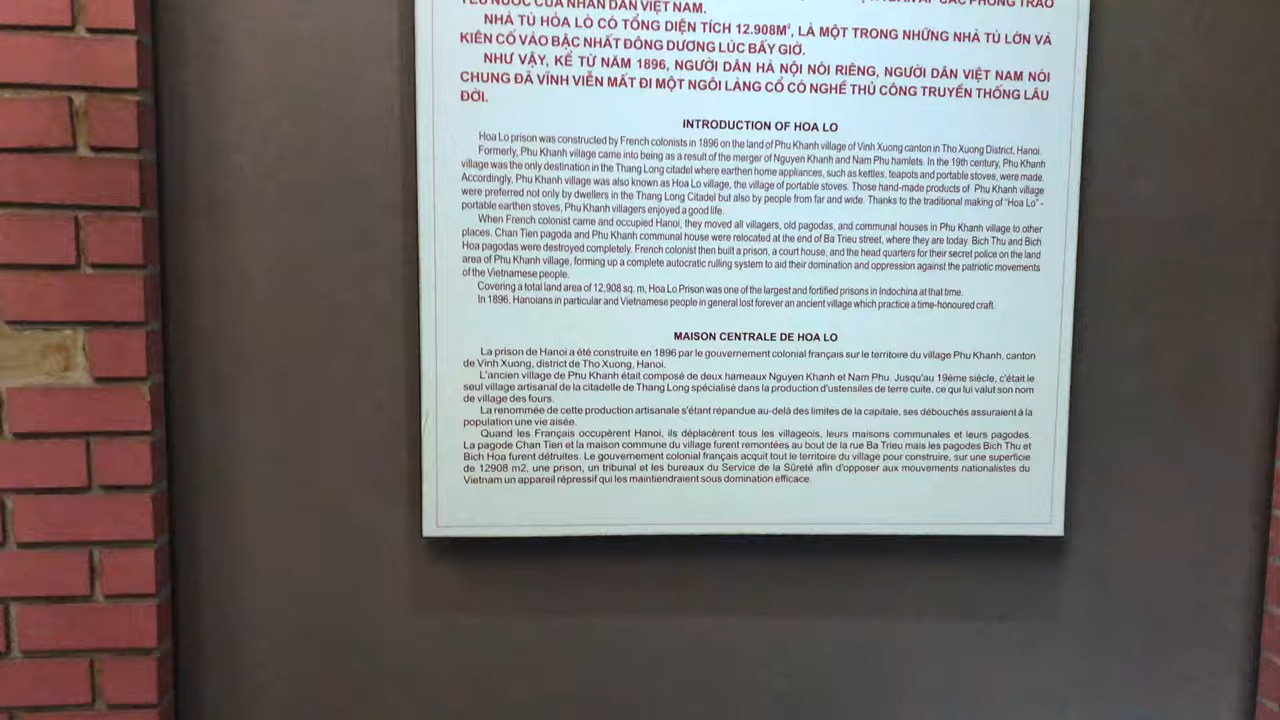 YÊU NƯỚC CỦA NHÂN DÂN VIỆT NAM.
NHÀ TÙ HỎA LÒ CÓ TỔNG DIỆN TÍCH 12.908M², LÀ MỘT TRONG NHỮNG NHÀ TÙ LỚN VÀ
KIÊN CỐ VÀO BẬC NHẤT ĐÔNG DƯƠNG LÚC BẤY GIỜ.
NHƯ VẬY, KỂ TỪ NĂM 1896, NGƯỜI DÂN HÀ NỘI NÓI RIÊNG, NGƯỜI DÂN VIỆT NAM NÓI
CHUNG ĐÃ VĨNH VIỄN MẤT ĐI MỘT NGÔI LÀNG CỔ CÓ NGHỀ THỦ CÔNG TRUYỀN THỐNG LÂU
ĐỜI.
INTRODUCTION OF HOA LO
Hoa Lo prison was constructed by French colonists in 1896 on the land of Phu Khanh village of Vinh Xuong canton in Tho Xuong District, Hanoi.
Formerly, Phu Khanh village came into being as a result of the merger of Nguyen Khanh and Nam Phu hamlets. In the 19th century, Phu Khanh
village was the only destination in the Thang Long citadel where earthen home appliances, such as kettles, teapots and portable stoves, were made.
Accordingly, Phu Khanh village was also known as Hoa Lo village, the village of portable stoves. Those hand-made products of Phu Khanh village
were preferred not only by dwellers in the Thang Long Citadel but also by people from far and wide. Thanks to the traditional making of "Hoa Lo" -
portable earthen stoves, Phu Khanh villagers enjoyed a good life.
When French colonist came and occupied Hanoi, they moved all villagers, old pagodas, and communal houses in Phu Khanh village to other
places. Chan Tien pagoda and Phu Khanh communal house were relocated at the end of Ba Trieu street, where they are today. Bich Thu and Bich
Hoa pagodas were destroyed completely. French colonist then built a prison, a court house, and the head quarters for their secret police on the land
area of Phu Khanh village, forming up a complete autocratic rulling system to aid their domination and oppression against the patriotic movements
of the Vietnamese people.
Covering a total land area of 12,908 sq. m, Hoa Lo Prison was one of the largest and fortified prisons in Indochina at that time.
In 1896, Hanoians in particular and Vietnamese people in general lost forever an ancient village which practice a time-honoured craft.
MAISON CENTRALE DE HOA LO
La prison de Hanoi a été construite en 1896 par le gouvernement colonial français sur le territoire du village Phu Khanh, canton
de Vinh Xuong, district de Tho Xuong, Hanoi.
L'ancien village de Phu Khanh était composé de deux hameaux Nguyen Khanh et Nam Phu. Jusqu'au 19ème siècle, c'était le
seul village artisanal de la citadelle de Thang Long spécialisé dans la production d'ustensiles de terre cuite, ce qui lui valut son nom
de village des fours.
La renommée de cette production artisanale s'étant répandue au-delà des limites de la capitale, ses débouchés assuraient à la
population une vie aisée.
Quand les Français occupèrent Hanoi, ils déplacèrent tous les villageois, leurs maisons communales et leurs pagodes.
La pagode Chan Tien et la maison commune du village furent remontées au bout de la rue Ba Trieu mais les pagodes Bich Thu et
Bich Hoa furent détruites. Le gouvernement colonial français acquit tout le territoire du village pour construire, sur une superficie
de 12908 m2, une prison, un tribunal et les bureaux du Service de la Sûreté afin d'opposer aux mouvements nationalistes du
Vietnam un appareil répressif qui les maintiendraient sous domination efficace.